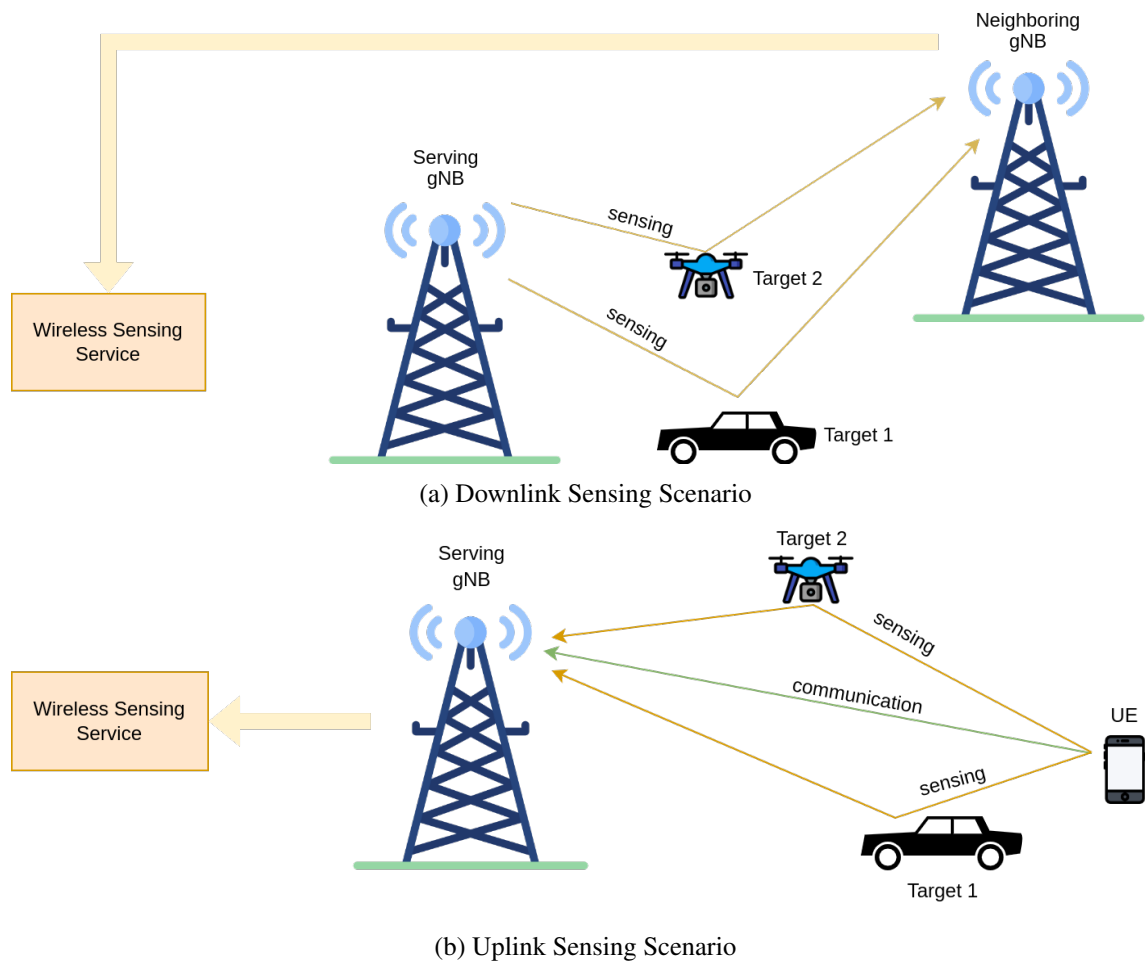 Neighboring
gNB
Serving
gNB
sensing
Target 2
Wireless Sensing
Service
sensing
Target 1
(a) Downlink Sensing Scenario
Target 2
Serving
gNB
sensing
communication
Wireless Sensing
Service
UE
sensing
Target 1
(b) Uplink Sensing Scenario